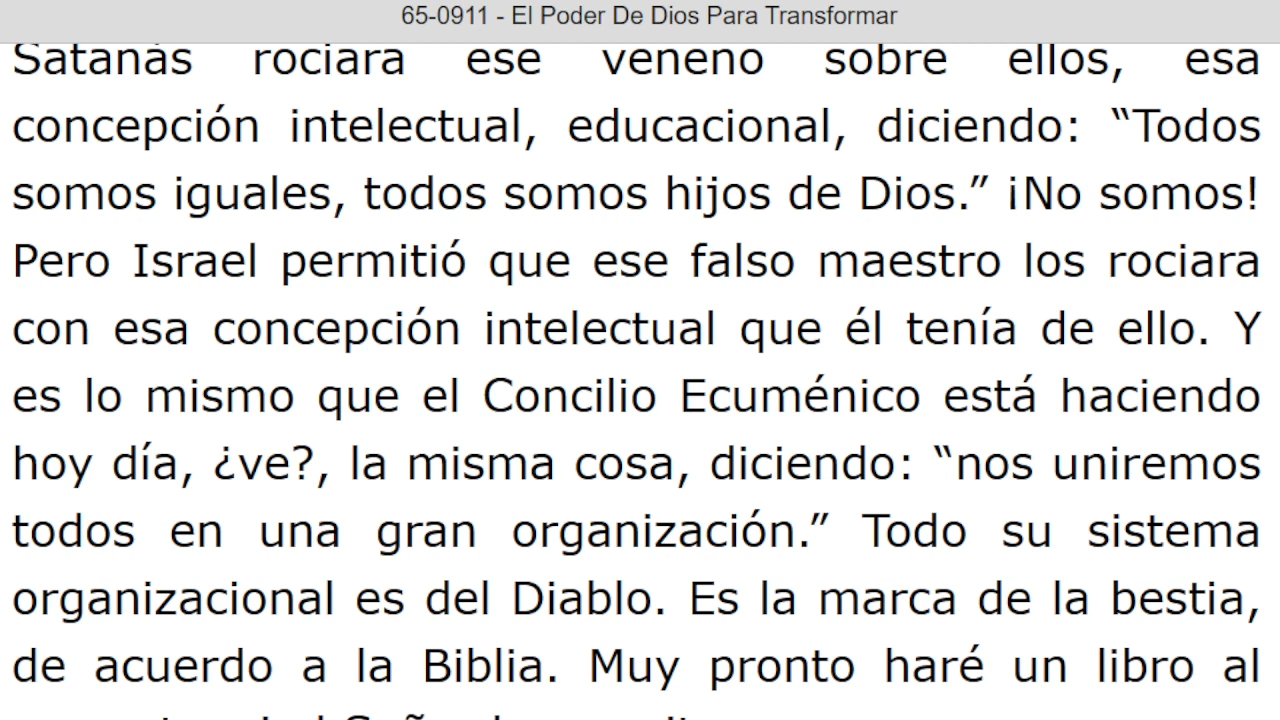 65-0911 - El Poder De Dios Para Transformar
Satanás rociara ese veneno sobre ellos, esa
concepción intelectual, educacional, diciendo: “Todos
somos iguales, todos somos hijos de Dios.” ¡No somos!
Pero Israel permitió que ese falso maestro los rociara
con esa concepción intelectual que él tenía de ello. Y
es lo mismo que el Concilio Ecuménico está haciendo
hoy día, ¿ve?, la misma cosa, diciendo: “nos uniremos
todos en una gran organización.” Todo su sistema
organizacional es del Diablo. Es la marca de la bestia,
de acuerdo a la Biblia. Muy pronto haré un libro al